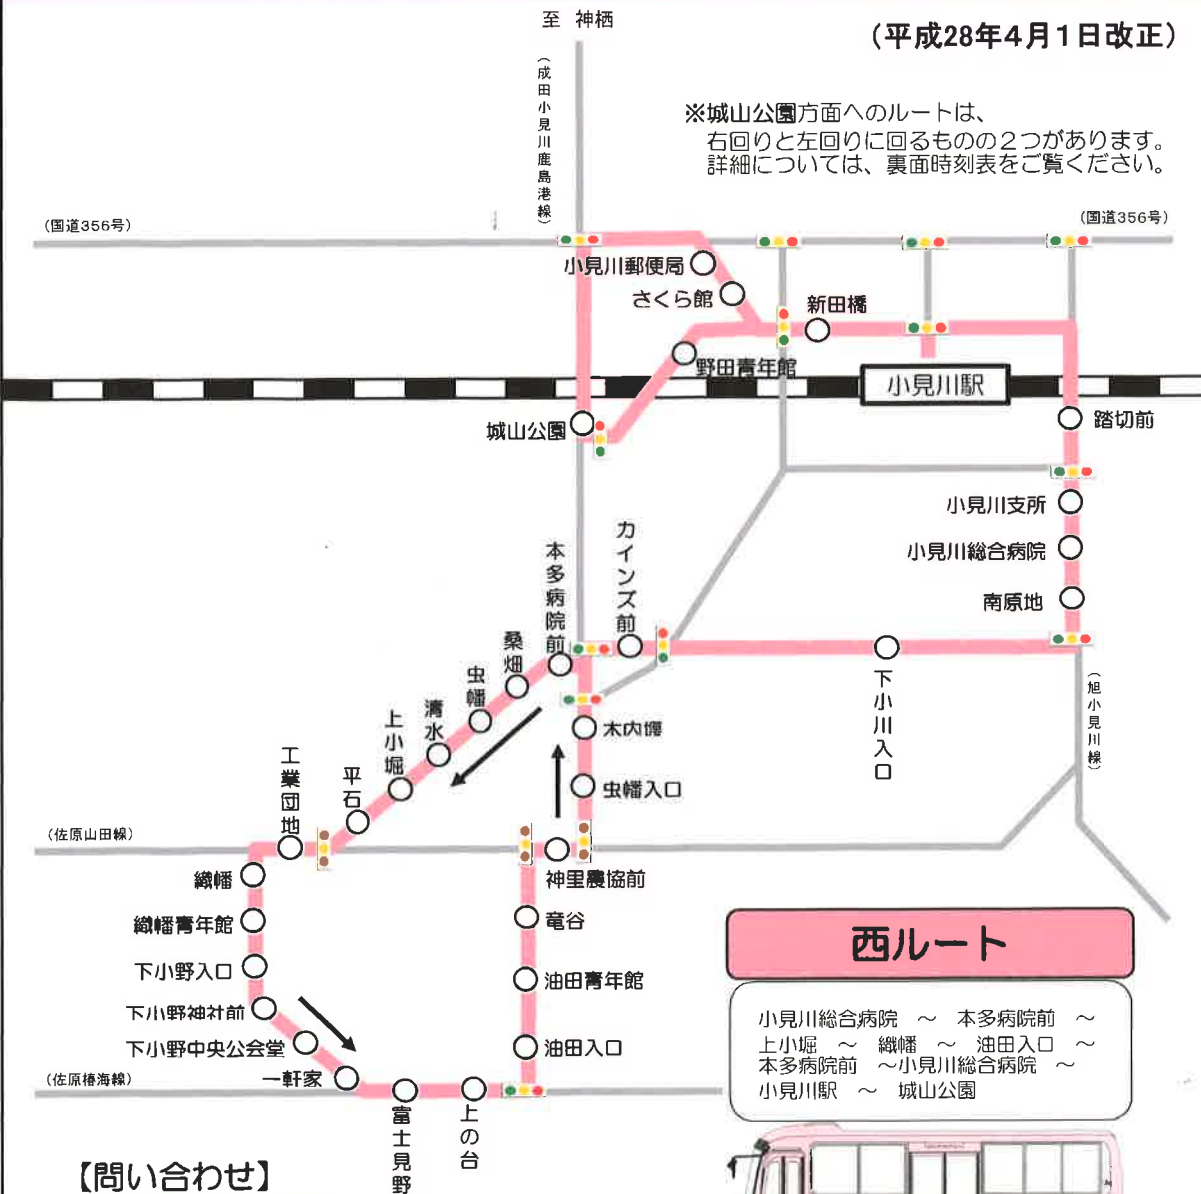 至 神栖
（平成28年4月1日改正）
（成田小見川鹿島港線）
※城山公園方面へのルートは、
右回りと左回りに回るものの２つがあります。
詳細については、裏面時刻表をご覧ください。
（国道356号）
（国道356号）
小見川郵便局
さくら館
新田橋
野田青年館
小見川駅
城山公園
踏切前
小見川支所
小見川総合病院
南原地
カインズ前
本多病院前
桑畑
虫幡
清水
上小堀
平石
工業団地
下小川入口
（旭小見川線）
木内堰
虫幡入口
（佐原山田線）
神里農協前
織幡
織幡青年館
下小野入口
下小野神社前
下小野中央公会堂
一軒家
竜谷
油田青年館
油田入口
（佐原椿海線）
富士見野
上の台
西ルート
小見川総合病院 ～ 本多病院前 ～
上小堀 ～ 織幡 ～ 油田入口 ～
本多病院前 ～小見川総合病院 ～
小見川駅 ～ 城山公園
【問い合わせ】